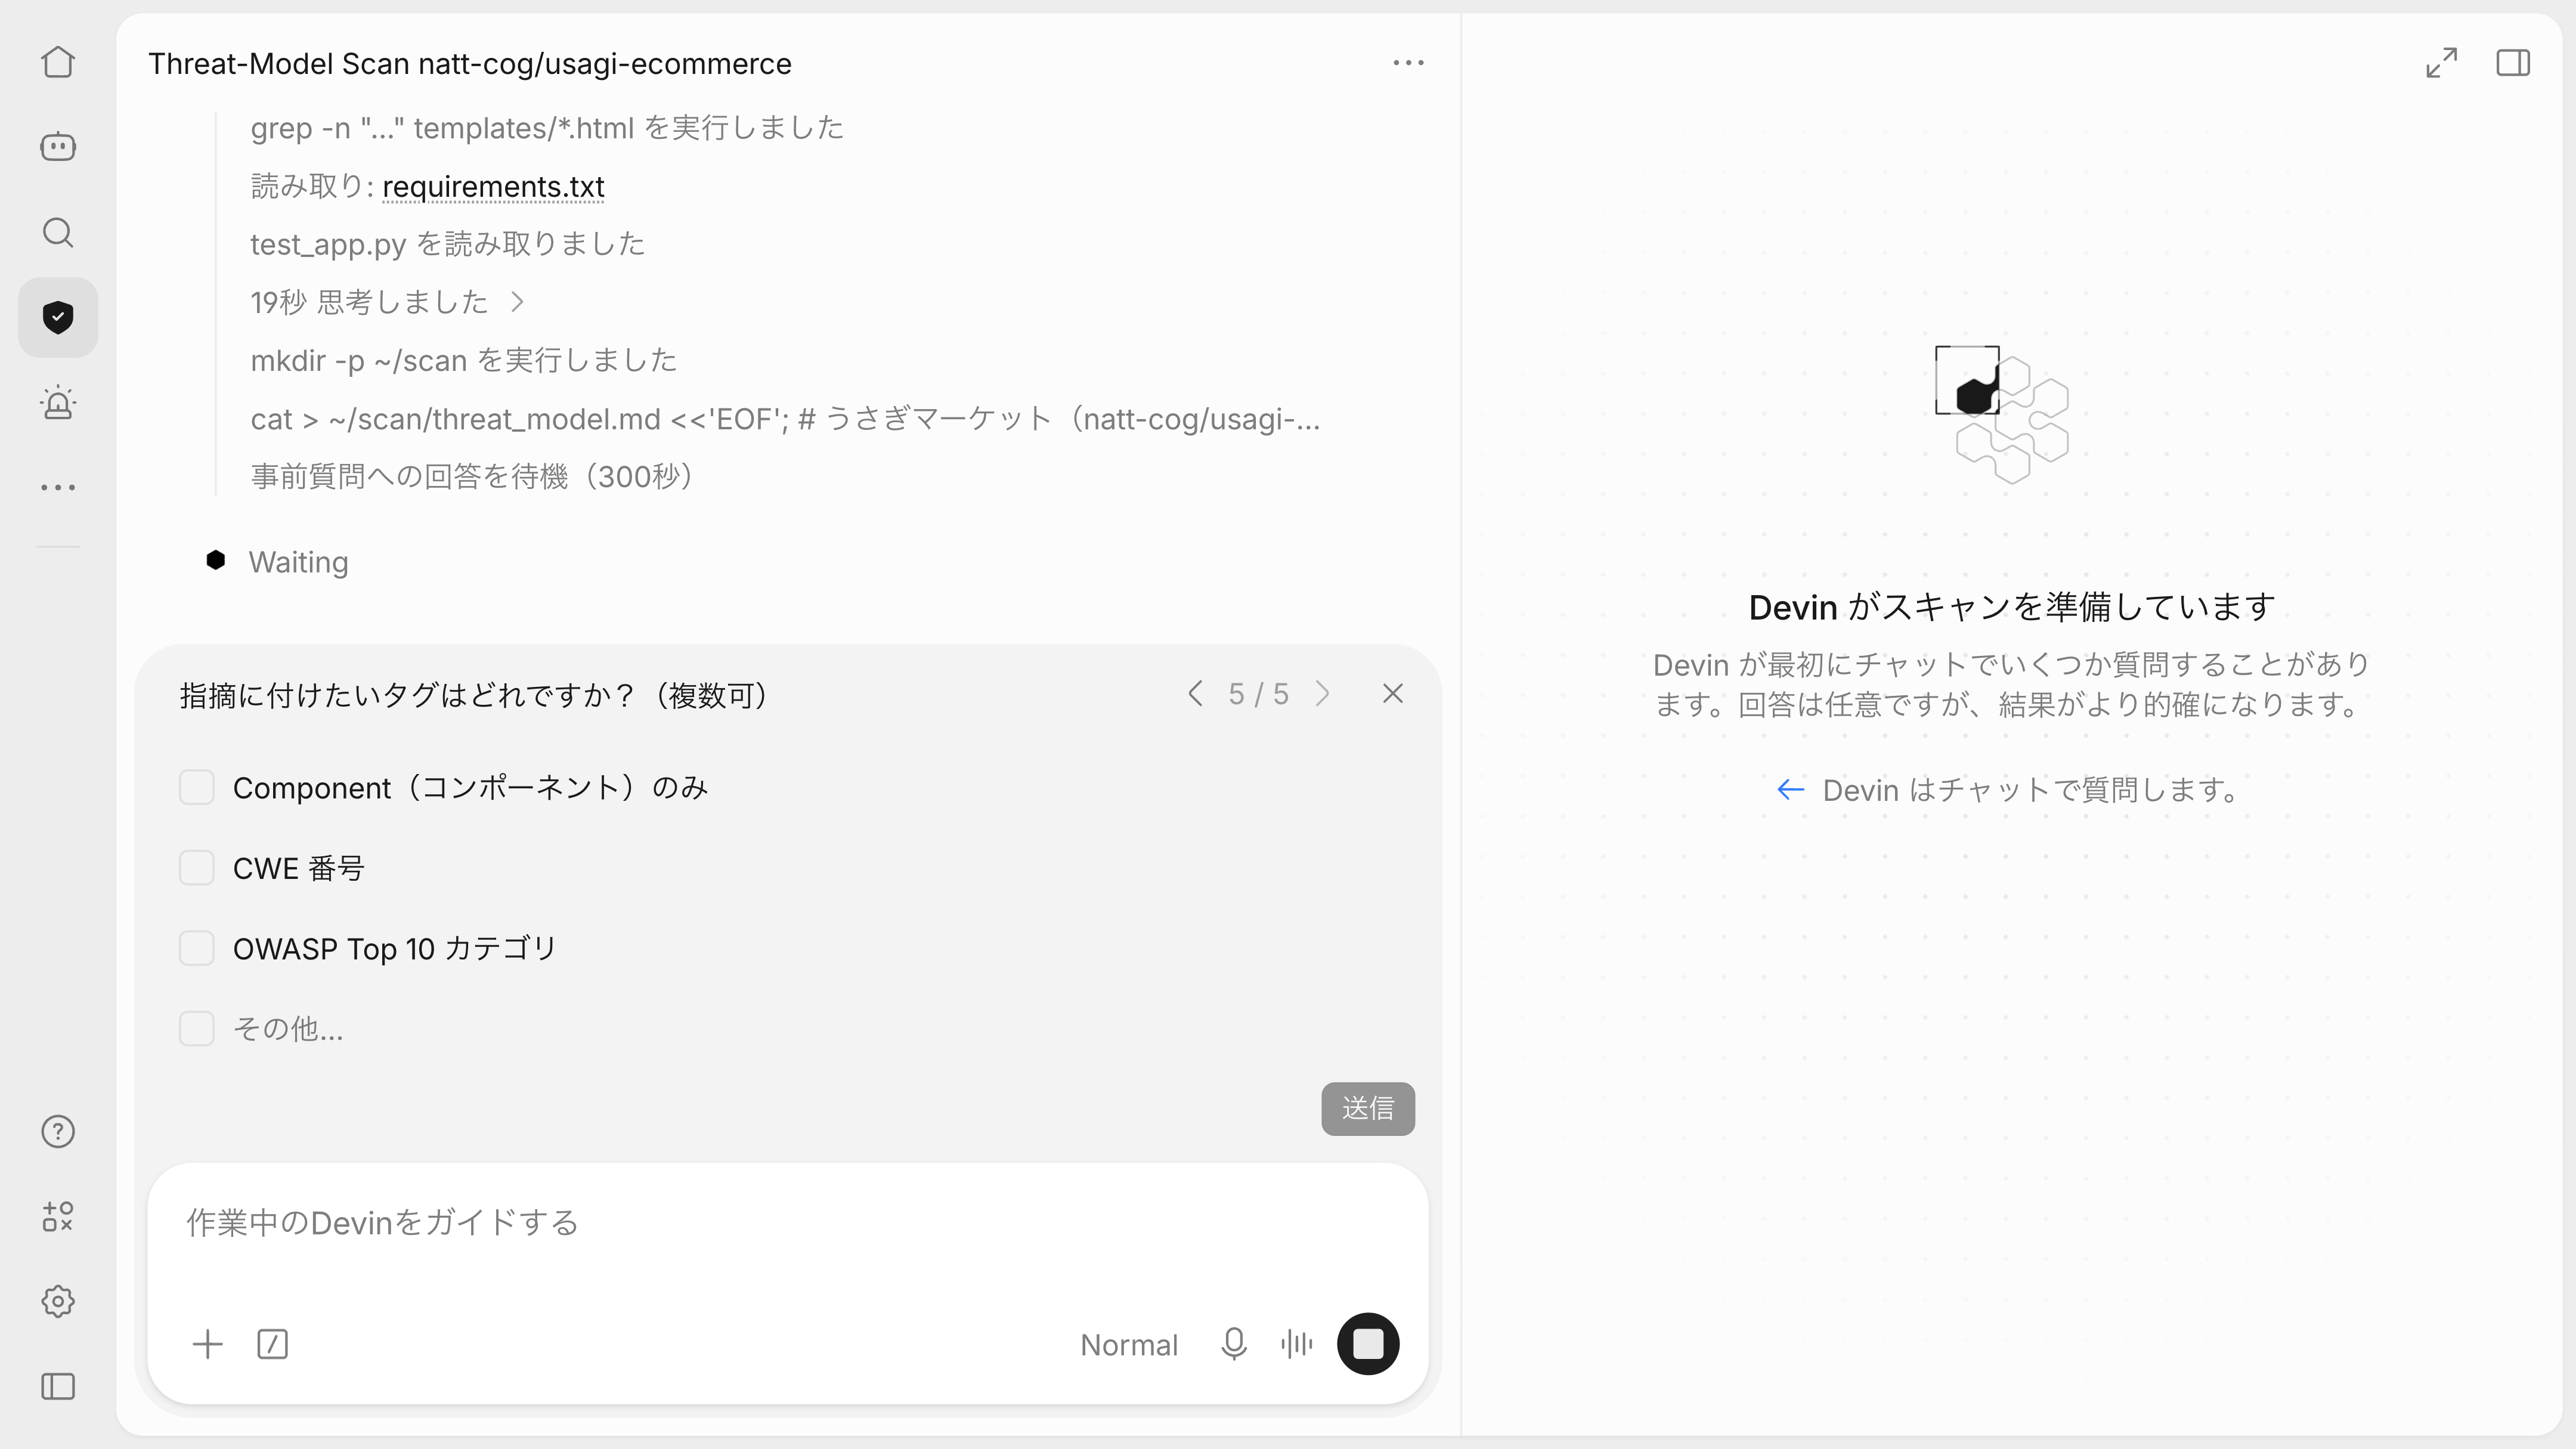 Threat-Model Scan natt-cog/usagi-ecommerce
grep -n "..." templates/*.html を実行しました
読み取り: requirements.txt
test_app.py を読み取りました
19秒 思考しました
mkdir -p ~/scan を実行しました
cat > ~/scan/threat_model.md <<'EOF'; # うさぎマーケット（natt-cog/usagi-...
事前質問への回答を待機（300秒）
Waiting
指摘に付けたいタグはどれですか？（複数可）
5 / 5
Component（コンポーネント）のみ
CWE 番号
OWASP Top 10 カテゴリ
その他...
送信
作業中のDevinをガイドする
Normal
Devin がスキャンを準備しています
Devin が最初にチャットでいくつか質問することがあり
ます。回答は任意ですが、結果がより的確になります。
Devin はチャットで質問します。